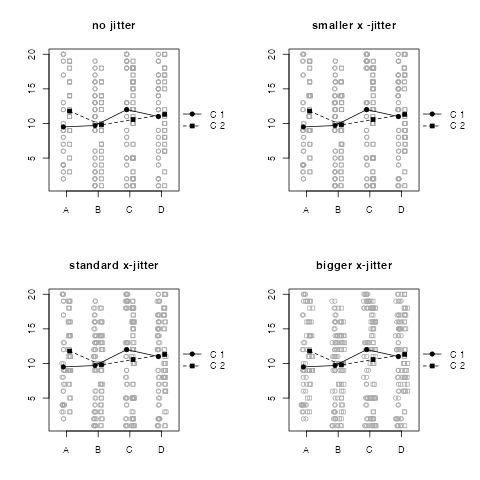 no jitter
20
15
10
5
A B C D
C 1
C 2
smaller x -jitter
20
15
10
5
A B C D
C 1
C 2
standard x-jitter
20
15
10
5
A B C D
C 1
C 2
bigger x-jitter
20
15
10
5
A B C D
C 1
C 2